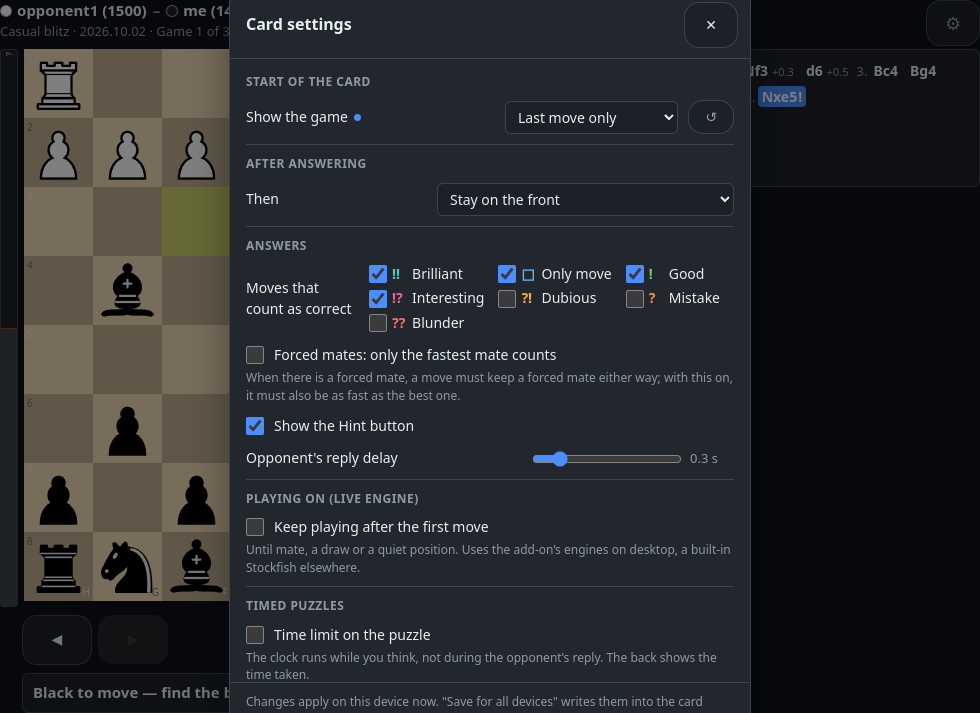 opponent1 (1500) – me (14
Casual blitz · 2026.10.02 · Game 1 of 3
Card settings
START OF THE CARD
Show the game
Last move only
AFTER ANSWERING
Then
Stay on the front
ANSWERS
Moves that count as correct
!! Brilliant
□ Only move
! Good
!? Interesting
?! Dubious
? Mistake
?? Blunder
Forced mates: only the fastest mate counts
When there is a forced mate, a move must keep a forced mate either way; with this on,
it must also be as fast as the best one.
Show the Hint button
Opponent's reply delay
0.3 s
PLAYING ON (LIVE ENGINE)
Keep playing after the first move
Until mate, a draw or a quiet position. Uses the add-on's engines on desktop, a built-in
Stockfish elsewhere.
TIMED PUZZLES
Time limit on the puzzle
The clock runs while you think, not during the opponent's reply. The back shows the
time taken.
Changes apply on this device now. "Save for all devices" writes them into the card
Nf3 +0.3 d6 +0.5 3. Bc4 Bg4
Nxe5!
2
3
4
5
6
7
8
H
G
F
Black to move — find the b